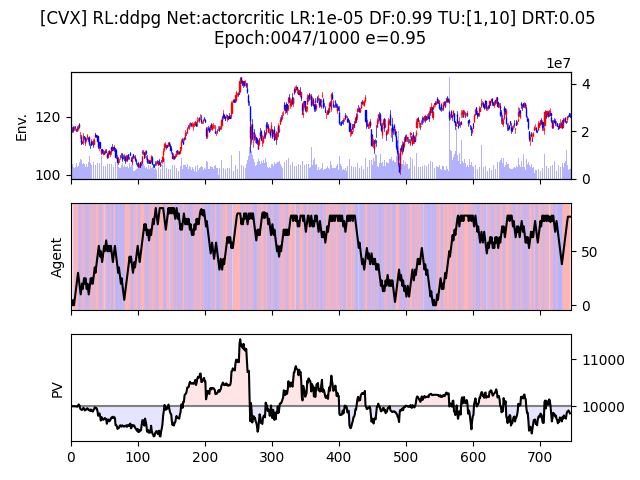 [CVX] RL:ddpg Net:actorcritic LR:1e-05 DF:0.99 TU:[1,10] DRT:0.05
Epoch:0047/1000 e=0.95
1e7
Env.
120
100
4
2
0
Agent
50
0
PV
11000
10000
0 100 200 300 400 500 600 700